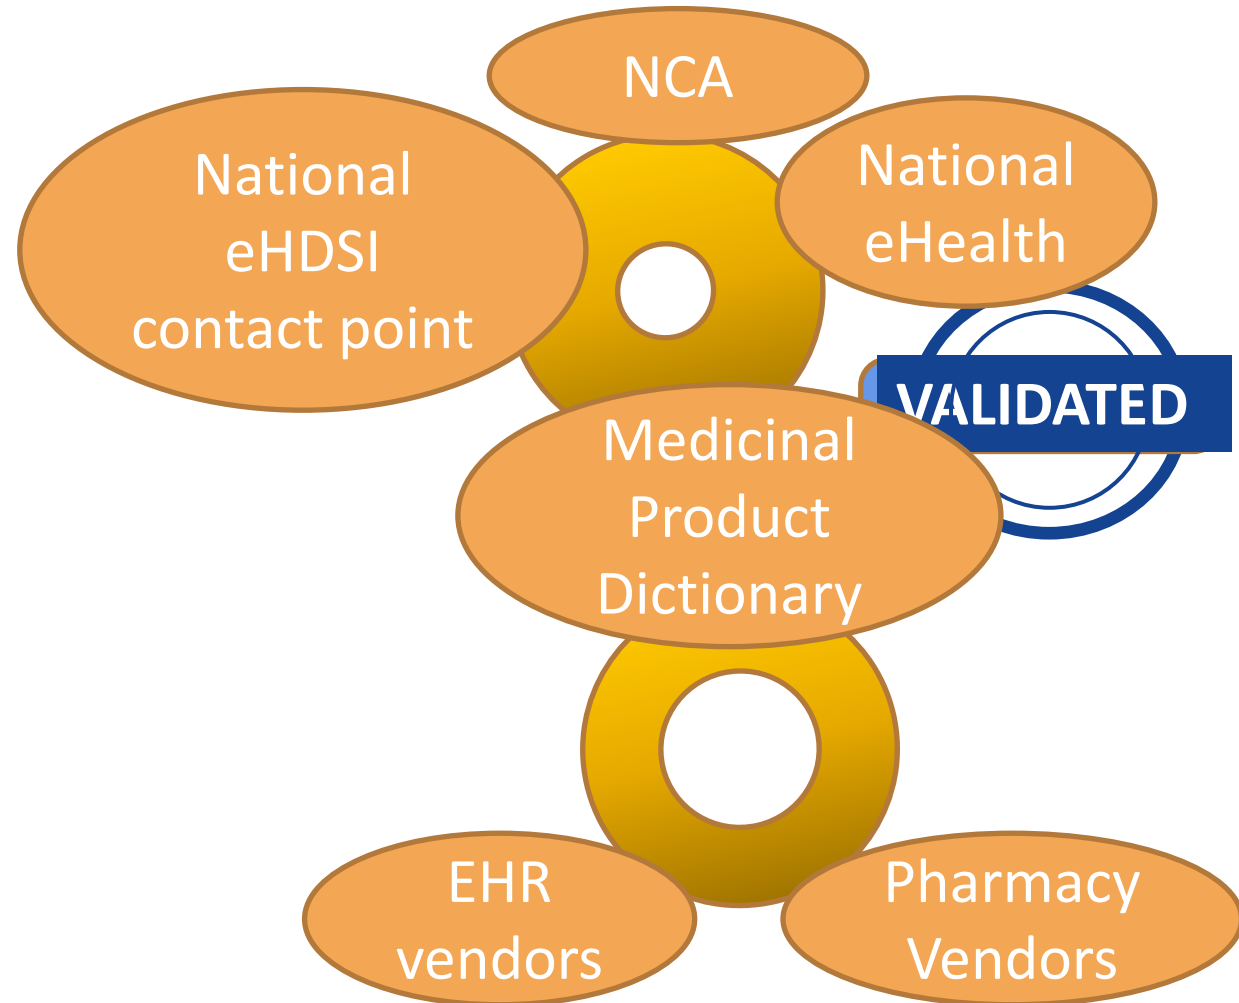 NCA
National
eHDSI
contact point
National
eHealth
VALIDATED
Medicinal
Product
Dictionary
EHR
vendors
Pharmacy
Vendors